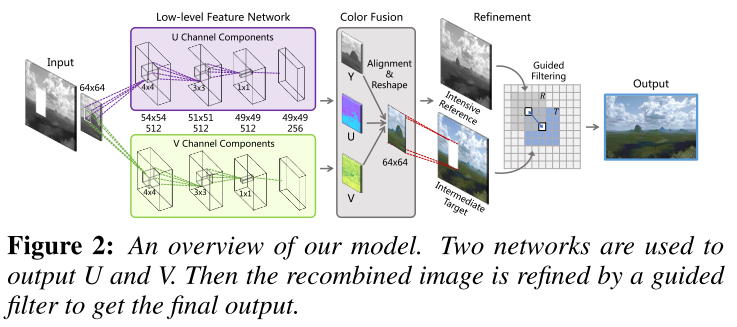 Low-level Feature Network
Color Fusion
Refinement
Input
64x64
U Channel Components
4x4
3x3
1x1
54x54
51x51
49x49
49x49
512
512
512
256
V Channel Components
4x4
3x3
1x1
Y
U
V
Alignment
&
Reshape
64x64
Intensive
Reference
Intermediate
Target
Guided
Filtering
R
T
Output
Figure 2: An overview of our model. Two networks are used to
output U and V. Then the recombined image is refined by a guided
filter to get the final output.